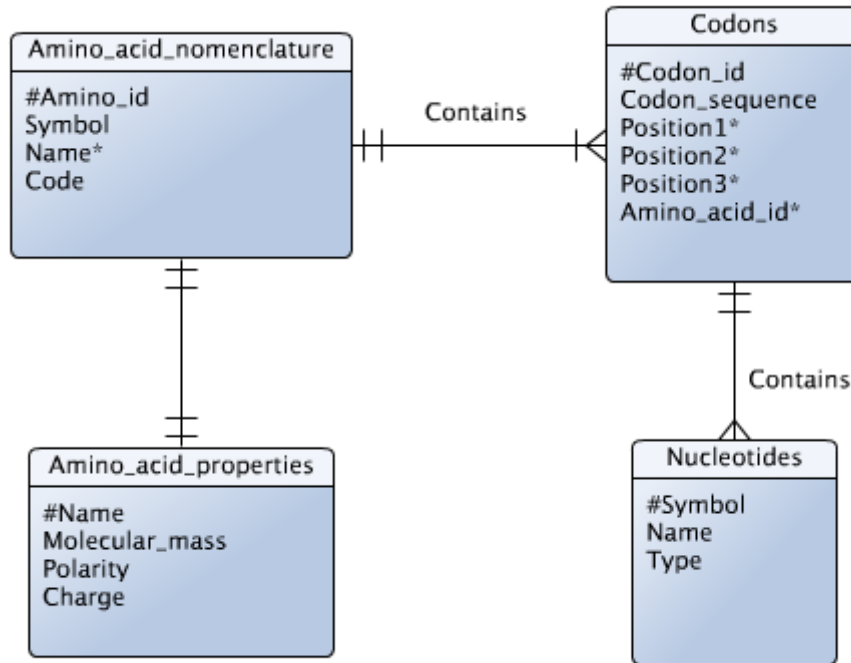 Amino_acid_nomenclature
#Amino_id
Symbol
Name*
Code
Contains
Codons
#Codon_id
Codon_sequence
Position1*
Position2*
Position3*
Amino_acid_id*
Contains
Amino_acid_properties
#Name
Molecular_mass
Polarity
Charge
Nucleotides
#Symbol
Name
Type